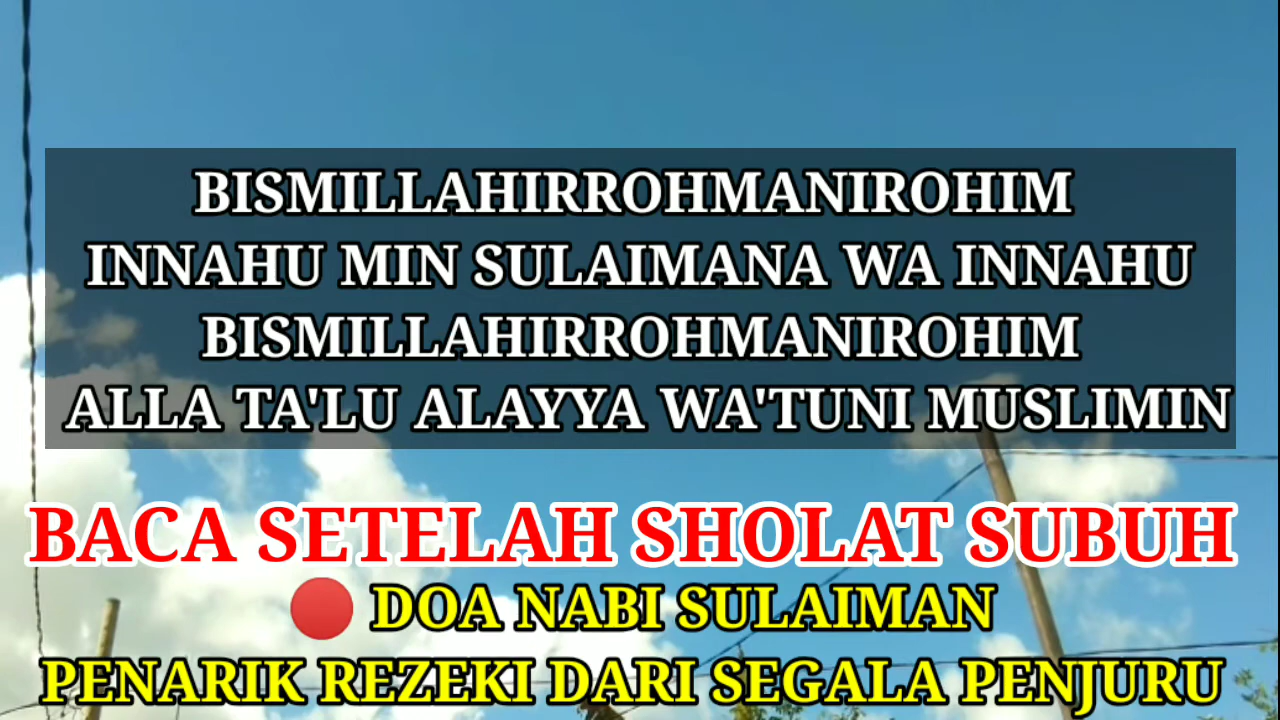 BISMILLAHIRROHMANIROHIM
INNAHU MIN SULAIMANA WA INNAHU
BISMILLAHIRROHMANIROHIM
ALLA TA'LU ALAYYA WA'TUNI MUSLIMIN
BACA SETELAH SHOLAT SUBUH
🔴 DOA NABI SULAIMAN
PENARIK REZEKI DARI SEGALA PENJURU